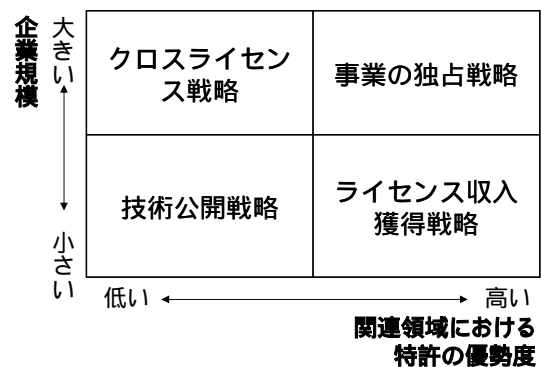 企業規模
大きい
小さい
クロスライセン
ス戦略
事業の独占戦略
技術公開戦略
ライセンス収入
獲得戦略
低い
高い
関連領域における
特許の優勢度